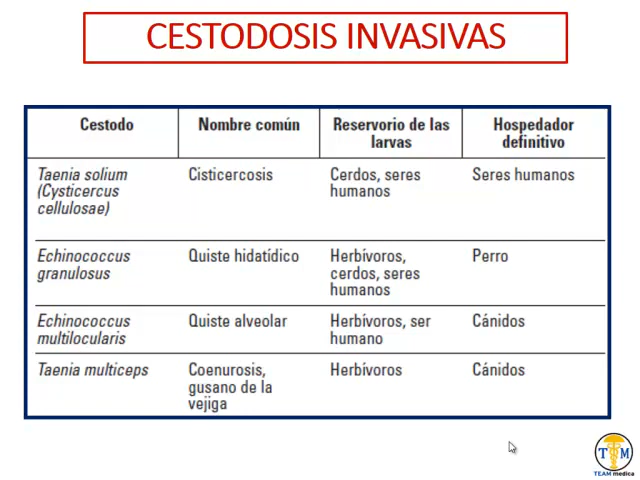 CESTODOSIS INVASIVAS
Cestodo
Nombre común
Reservorio de las
larvas
Hospedador
definitivo
Taenia solium
(Cysticercus
cellulosae)
Cisticercosis
Cerdos, seres
humanos
Seres humanos
Echinococcus
granulosus
Quiste hidatídico
Herbívoros,
cerdos, seres
humanos
Perro
Echinococcus
multilocularis
Quiste alveolar
Herbívoros, ser
humano
Cánidos
Taenia multiceps
Coenurosis,
gusano de la
vejiga
Herbívoros
Cánidos
T M
TEAM medica